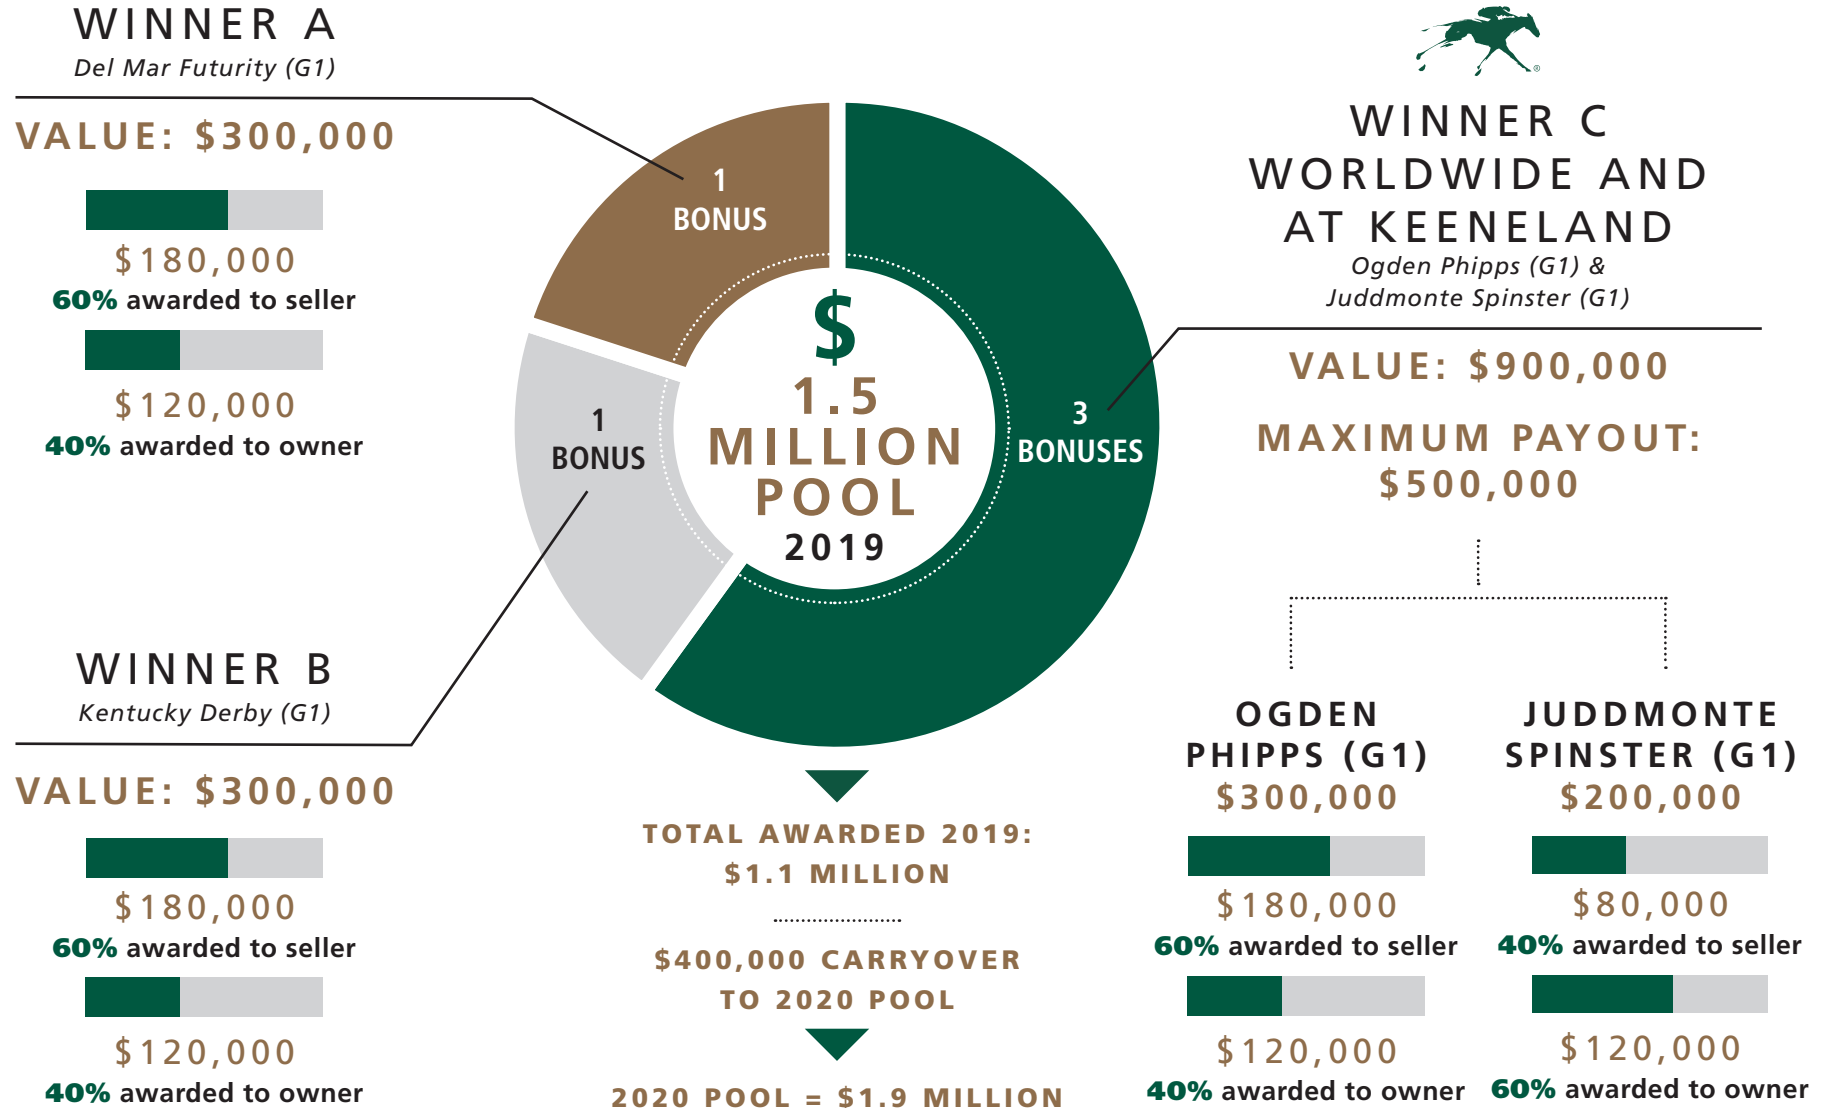 WINNER A
Del Mar Futurity (G1)
VALUE: $300,000
$180,000
60% awarded to seller
$120,000
40% awarded to owner
WINNER B
Kentucky Derby (G1)
VALUE: $300,000
$180,000
60% awarded to seller
$120,000
40% awarded to owner
1
BONUS
1
BONUS
3
BONUSES
$
1.5
MILLION
POOL
2019
TOTAL AWARDED 2019:
$1.1 MILLION
$400,000 CARRYOVER
TO 2020 POOL
2020 POOL = $1.9 MILLION
®
WINNER C
WORLDWIDE AND
AT KEENELAND
Ogden Phipps (G1) &
Juddmonte Spinster (G1)
VALUE: $900,000
MAXIMUM PAYOUT:
$500,000
OGDEN
PHIPPS (G1)
$300,000
$180,000
60% awarded to seller
$120,000
40% awarded to owner
JUDDMONTE
SPINSTER (G1)
$200,000
$80,000
40% awarded to seller
$120,000
60% awarded to owner